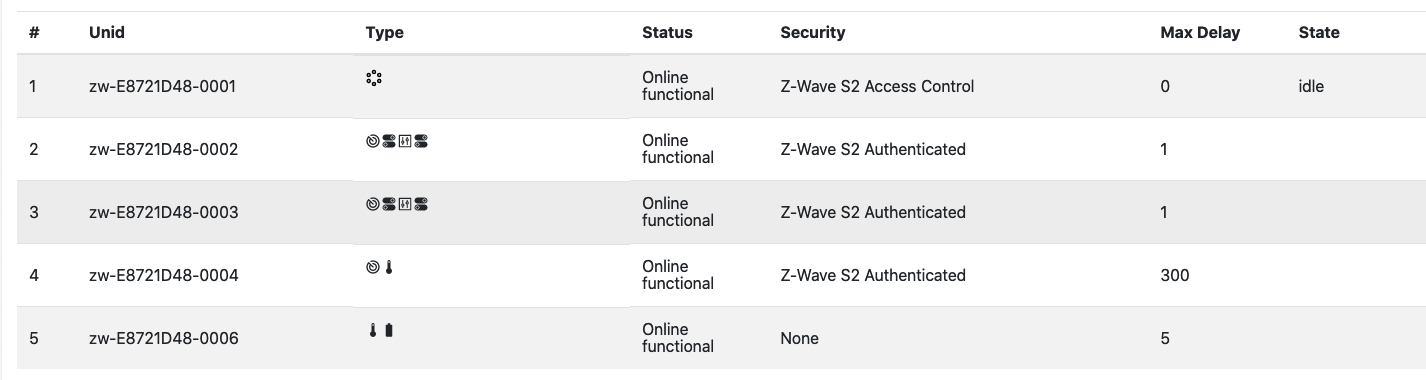 # Unid Type Status Security Max Delay State
1 zw-E8721D48-0001 Online functional Z-Wave S2 Access Control 0 idle
2 zw-E8721D48-0002 Online functional Z-Wave S2 Authenticated 1
3 zw-E8721D48-0003 Online functional Z-Wave S2 Authenticated 1
4 zw-E8721D48-0004 Online functional Z-Wave S2 Authenticated 300
5 zw-E8721D48-0006 Online functional None 5